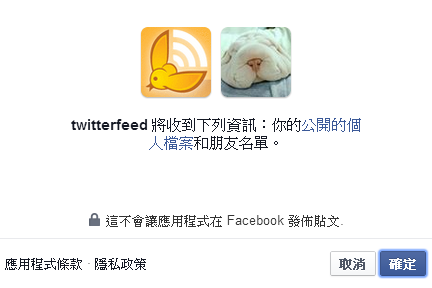 twitterfeed 將收到下列資訊：你的公開的個
人檔案和朋友名單。
這不會讓應用程式在 Facebook 發佈貼文.
應用程式條款 · 隱私政策
取消
確定